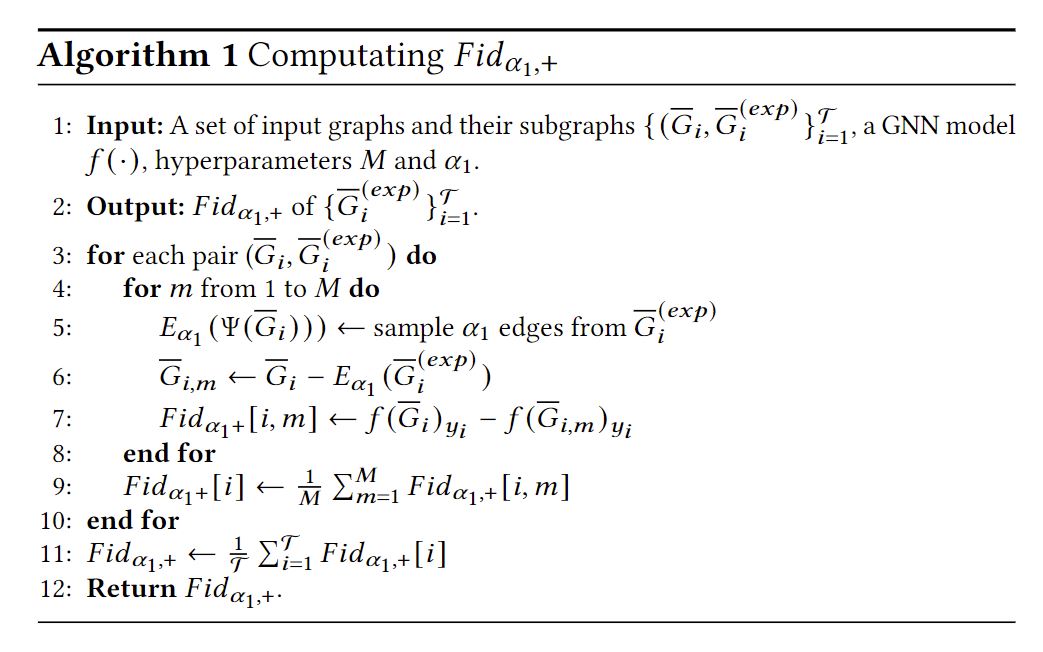 Algorithm 1 Computating $Fid_{\alpha_1,+}$
1: Input: A set of input graphs and their subgraphs $\{(\overline{G}_i, \overline{G}_i^{(exp)}\}_{i=1}^{\mathcal{T}}$, a GNN model
$f(\cdot)$, hyperparameters $M$ and $\alpha_1$.
2: Output: $Fid_{\alpha_1,+}$ of $\{\overline{G}_i^{(exp)}\}_{i=1}^{\mathcal{T}}$.
3: for each pair $(\overline{G}_i, \overline{G}_i^{(exp)})$ do
4: for $m$ from 1 to $M$ do
5: $E_{\alpha_1}(\Psi(\overline{G}_i)))$ ← sample $\alpha_1$ edges from $\overline{G}_i^{(exp)}$
6: $\overline{G}_{i,m} \leftarrow \overline{G}_i - E_{\alpha_1}(\overline{G}_i^{(exp)})$
7: $Fid_{\alpha_1+}[i, m] \leftarrow f(\overline{G}_i)_{y_i} - f(\overline{G}_{i,m})_{y_i}$
8: end for
9: $Fid_{\alpha_1+}[i] \leftarrow \frac{1}{M} \sum_{m=1}^{M} Fid_{\alpha_1,+}[i, m]$
10: end for
11: $Fid_{\alpha_1,+} \leftarrow \frac{1}{\mathcal{T}} \sum_{i=1}^{\mathcal{T}} Fid_{\alpha_1,+}[i]$
12: Return $Fid_{\alpha_1,+}$.